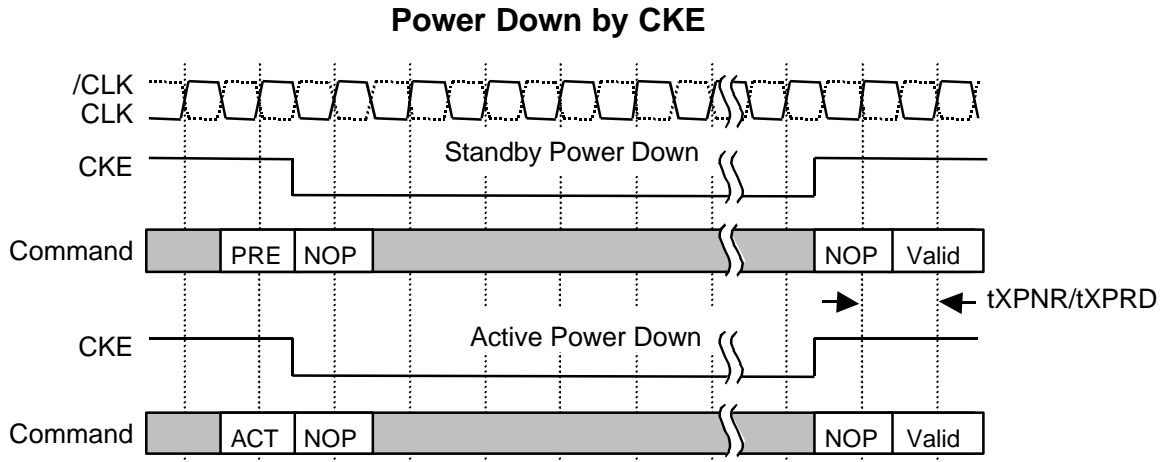 Power Down by CKE
/CLK
CLK
Standby Power Down
CKE
Command PRE NOP NOP Valid
tXPNR/tXPRD
Active Power Down
CKE
Command ACT NOP NOP Valid